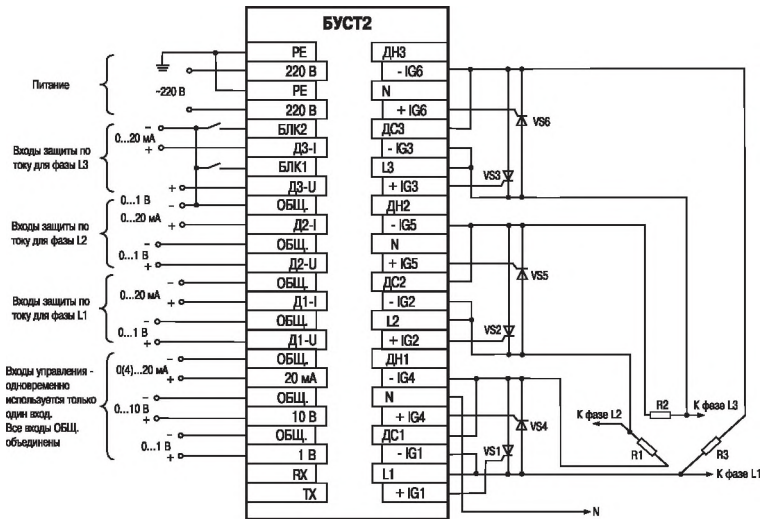 БУСТ2
Питание
~220 В
Входы защиты по
току для фазы L3
0...20 мА
0...1 В
Входы защиты по
току для фазы L2
0...20 мА
0...1 В
Входы защиты по
току для фазы L1
0...20 мА
0...1 В
Входы управления -
одновременно
используется только
один вход.
Все входы ОБЩ.
объединены
0(4)...20 мА
0...10 В
0...1 В
PE
220 В
PE
220 В
БЛК2
Д3-I
БЛК1
Д3-U
ОБЩ.
Д2-I
ОБЩ.
Д2-U
ОБЩ.
Д1-I
ОБЩ.
Д1-U
ОБЩ.
20 мА
ОБЩ.
10 В
ОБЩ.
1 В
RX
TX
ДН3
- IG6
N
+ IG6
ДС3
- IG3
L3
+ IG3
ДН2
- IG5
N
+ IG5
ДС2
- IG2
L2
+ IG2
ДН1
- IG4
N
+ IG4
ДС1
- IG1
L1
+ IG1
VS6
VS3
VS5
VS2
VS4
VS1
R2
К фазе L3
К фазе L2
R1
R3
К фазе L1
N